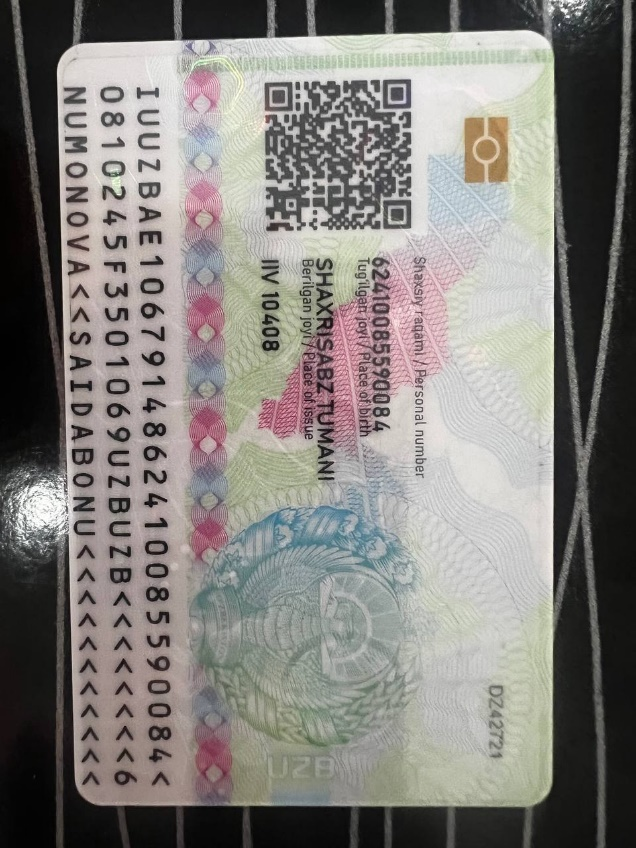 Shaxsiy raqami / Personal number
62410085590084
Tug'ilgan joyi / Place of birth
SHAXRISABZ TUMANI
Berilgan joyi / Place of issue
IIV 10408
DZ42721
UZB
IUUZBAE1067914862410085590084<
0810245F3501069UZBUZB<<<<<<<6
NUMONOVA<<SAIDABONU<<<<<<<<<<<